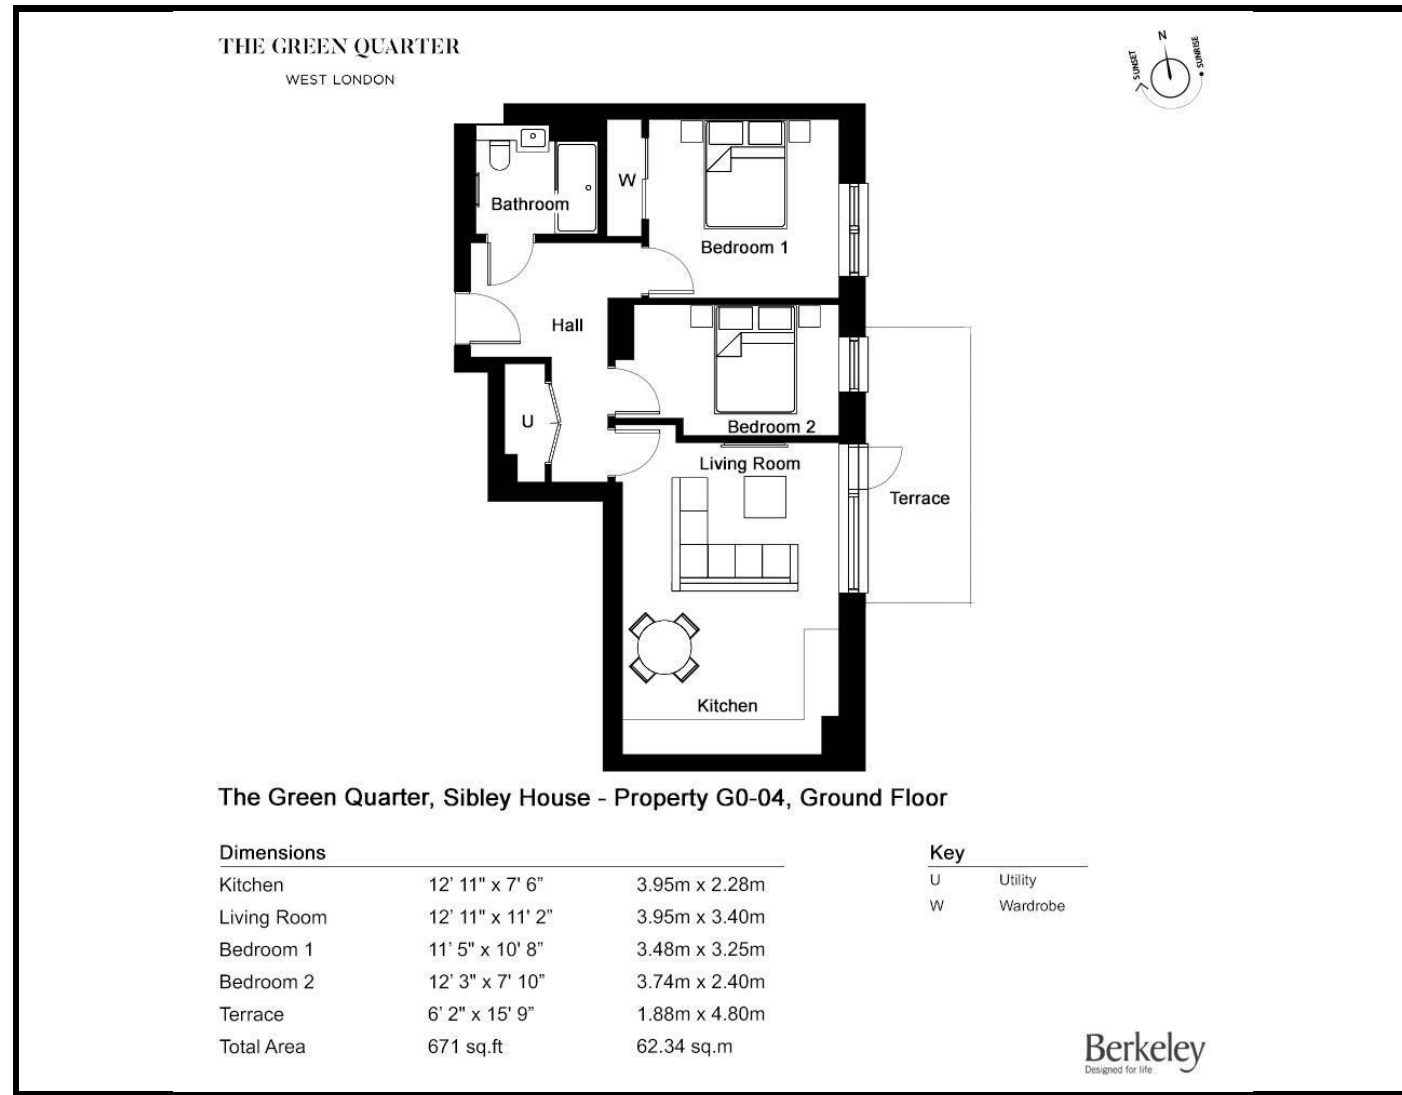 THE GREEN QUARTER
WEST LONDON
N
SUNSET
SUNRISE
W
Bathroom
Bedroom 1
Hall
U
Bedroom 2
Living Room
Terrace
Kitchen
The Green Quarter, Sibley House - Property G0-04, Ground Floor
Dimensions
Kitchen 12’ 11" x 7’ 6” 3.95m x 2.28m
Living Room 12’ 11" x 11’ 2” 3.95m x 3.40m
Bedroom 1 11’ 5" x 10' 8” 3.48m x 3.25m
Bedroom 2 12’ 3" x 7' 10” 3.74m x 2.40m
Terrace 6’ 2" x 15' 9” 1.88m x 4.80m
Total Area 671 sq.ft 62.34 sq.m
Key
U Utility
W Wardrobe
Berkeley
Designed for life